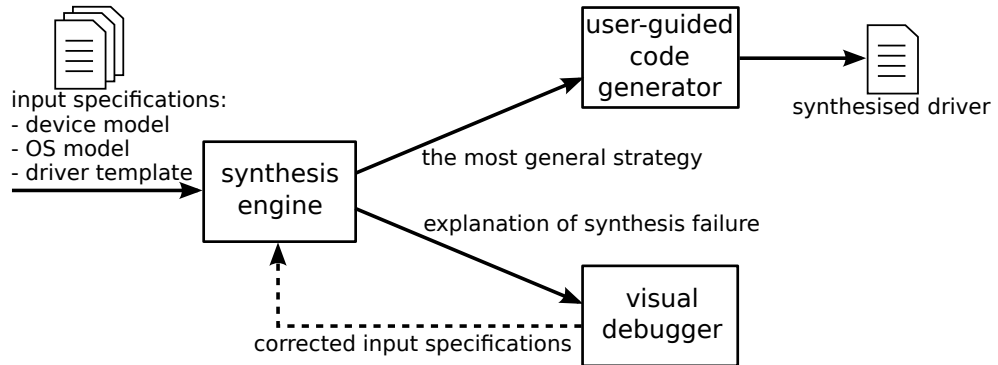 input specifications:
- device model
- OS model
- driver template
synthesis
engine
the most general strategy
user-guided
code
generator
synthesised driver
explanation of synthesis failure
visual
debugger
corrected input specifications